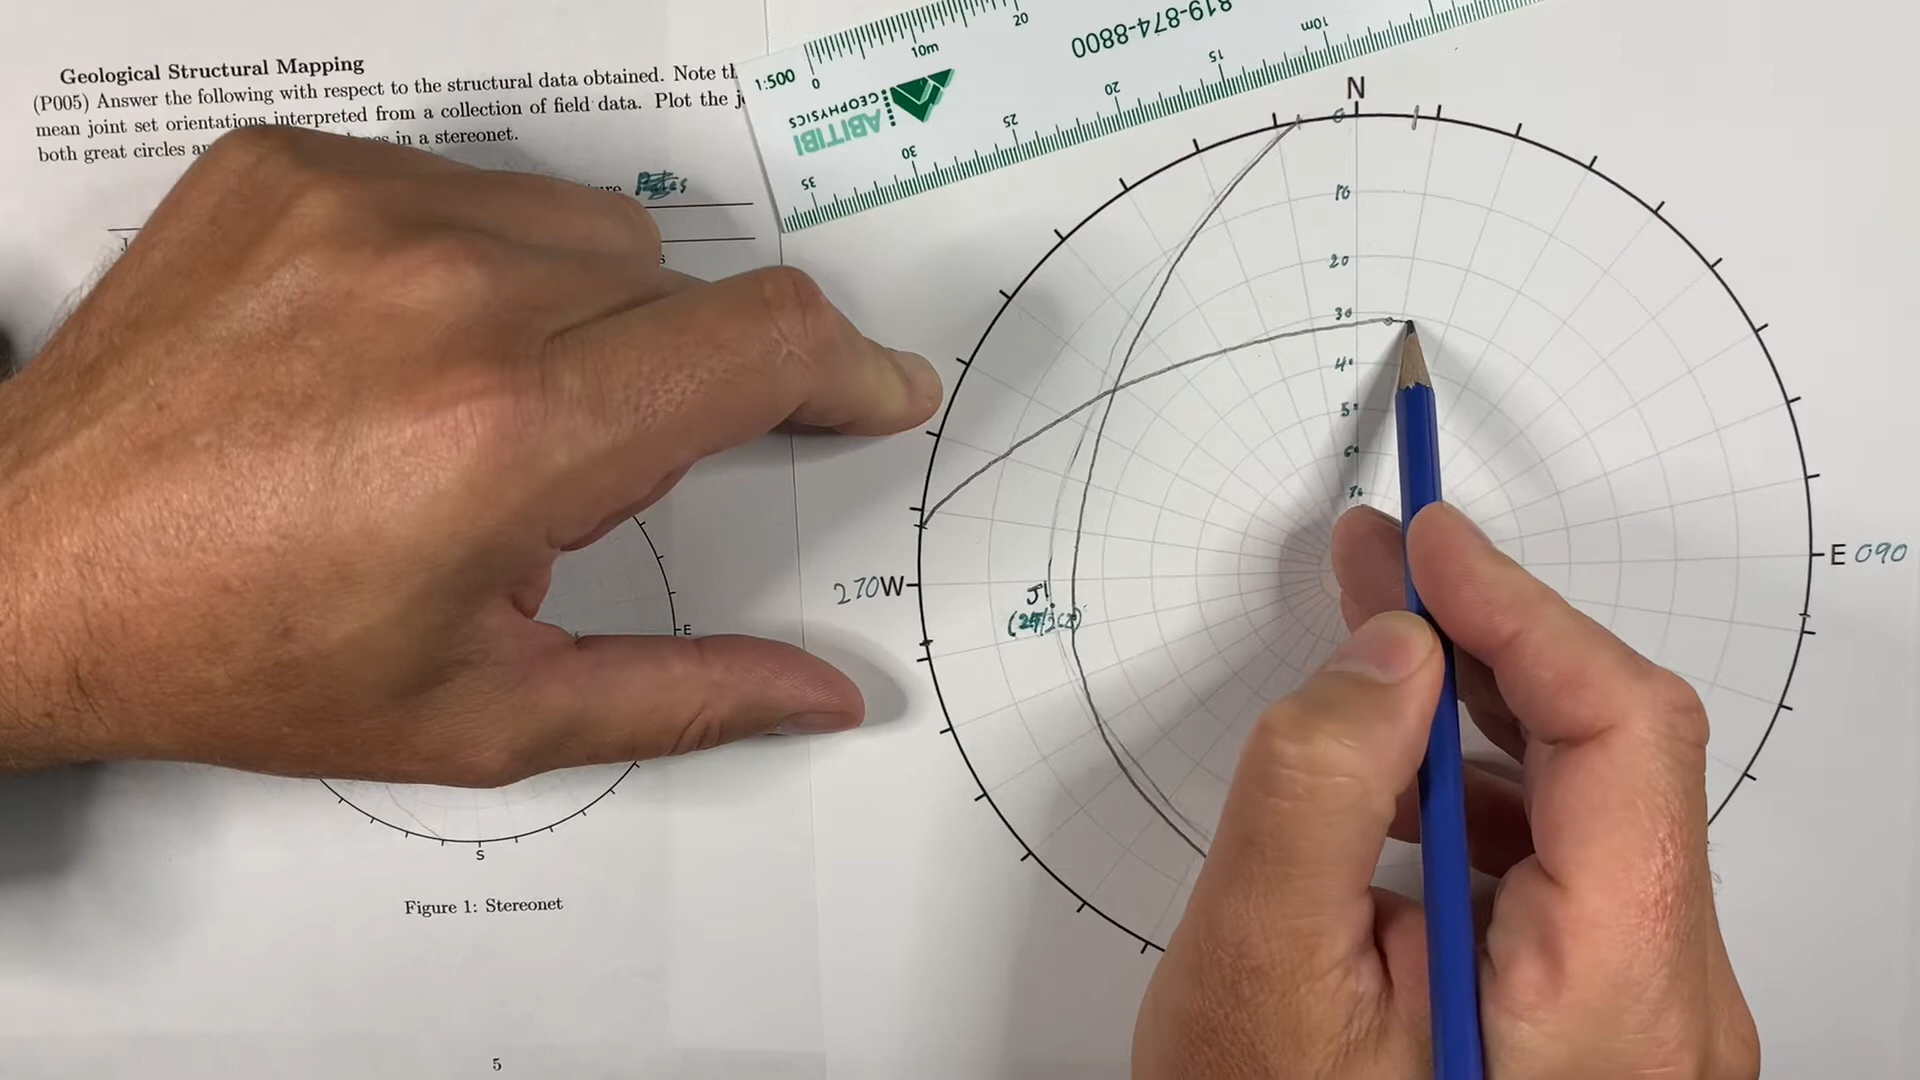 Geological Structural Mapping
(P005) Answer the following with respect to the structural data obtained. Note
mean joint set orientations interpreted from a collection of field data. Plot the
both great circles in a stereonet.
1:500
0
10m
20
ABITIBI
GEOPHYSICS
819-874-8800
35
30
25
20
15
10m
N
10
20
30
40
50
60
70
270W
E 090
J1
E
S
Figure 1: Stereonet
5